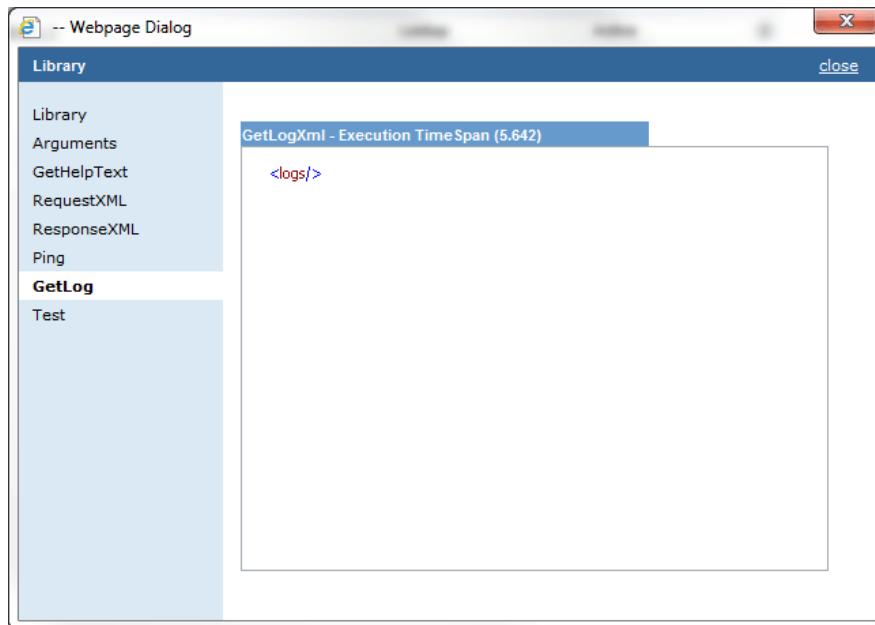 -- Webpage Dialog
Library
close
Library
Arguments
GetHelpText
RequestXML
ResponseXML
Ping
GetLog
Test
GetLogXml - Execution TimeSpan (5.642)
<logs/>